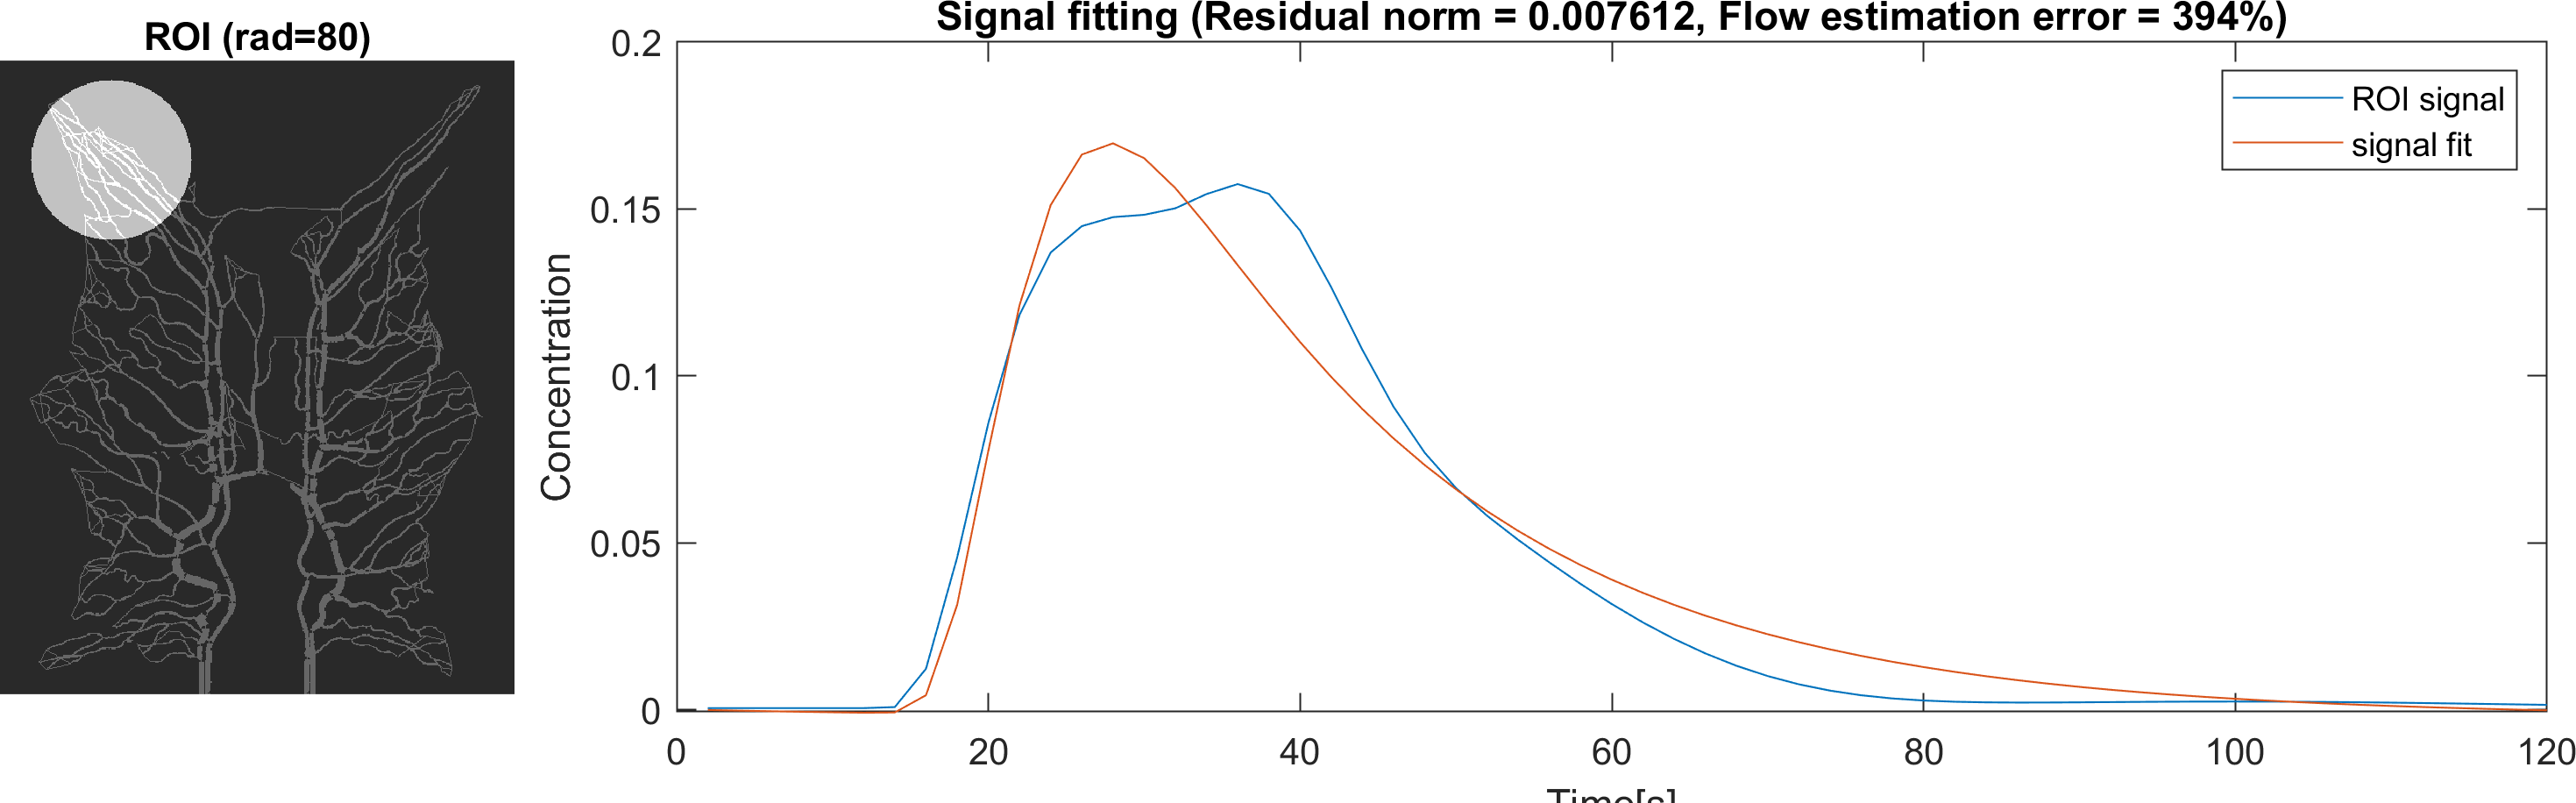 ROI (rad=80)
Signal fitting (Residual norm = 0.007612, Flow estimation error = 394%)
0.2
0.15
0.1
0.05
0
Concentration
ROI signal
signal fit
0 20 40 60 80 100 120
Time[s]